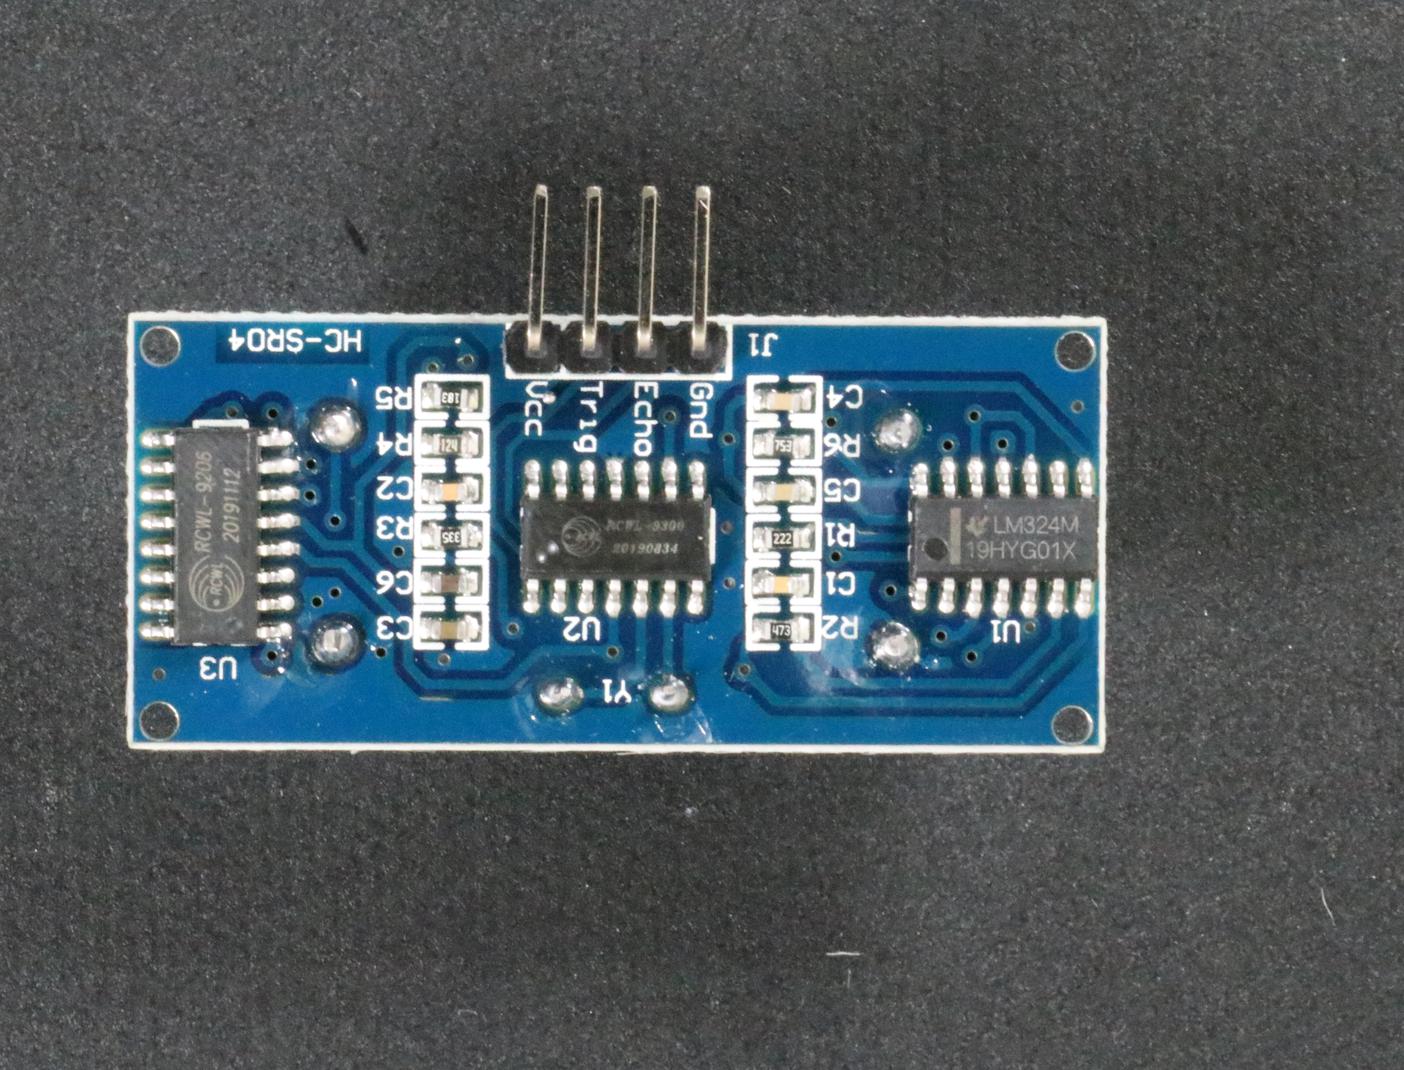 HC-SR04
J1
Vcc
Trig
Echo
Gnd
R5
183
R4
124
C2
R3
335
C6
C3
C4
R6
753
C5
R1
222
C1
R2
473
RCWL-9206
20191112
RCWL
U3
RCWL-9300
20190834
U2
Y1
LM324M
19HYG01X
U1